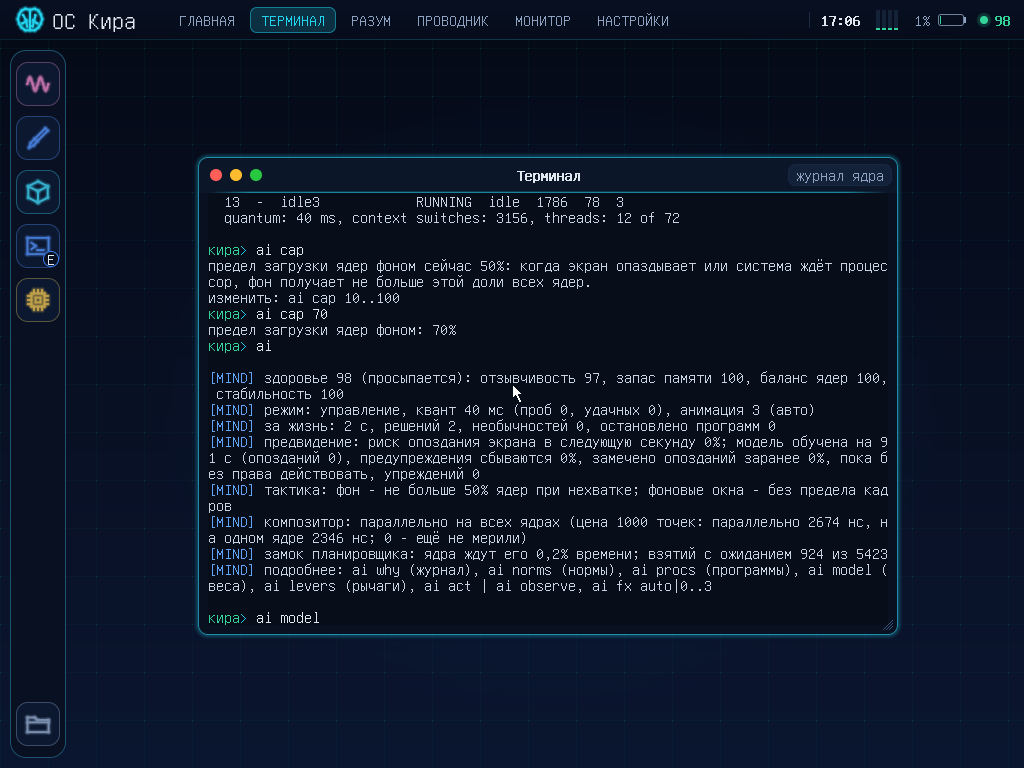 ОС Кира
ГЛАВНАЯ ТЕРМИНАЛ РАЗУМ ПРОВОДНИК МОНИТОР НАСТРОЙКИ
17:06 1% 98
E
Терминал
журнал ядра
13 - idle3 RUNNING idle 1786 78 3
quantum: 40 ms, context switches: 3156, threads: 12 of 72
кира> ai cap
предел загрузки ядер фоном сейчас 50%: когда экран опаздывает или система ждёт процес
сор, фон получает не больше этой доли всех ядер.
изменить: ai cap 10..100
кира> ai cap 70
предел загрузки ядер фоном: 70%
кира> ai
[MIND] здоровье 98 (просыпается): отзывчивость 97, запас памяти 100, баланс ядер 100,
стабильность 100
[MIND] режим: управление, квант 40 мс (проб 0, удачных 0), анимация 3 (авто)
[MIND] за жизнь: 2 с, решений 2, необычностей 0, остановлено программ 0
[MIND] предвидение: риск опоздания экрана в следующую секунду 0%; модель обучена на 9
1 с (опозданий 0), предупреждения сбываются 0%, замечено опозданий заранее 0%, пока б
ез права действовать, упреждений 0
[MIND] тактика: фон - не больше 50% ядер при нехватке; фоновые окна - без предела кад
ров
[MIND] композитор: параллельно на всех ядрах (цена 1000 точек: параллельно 2674 нс, н
а одном ядре 2346 нс; 0 - ещё не мерили)
[MIND] замок планировщика: ядра ждут его 0,2% времени; взятий с ожиданием 924 из 5423
[MIND] подробнее: ai why (журнал), ai norms (нормы), ai procs (программы), ai model (
веса), ai levers (рычаги), ai act | ai observe, ai fx auto|0..3
кира> ai model